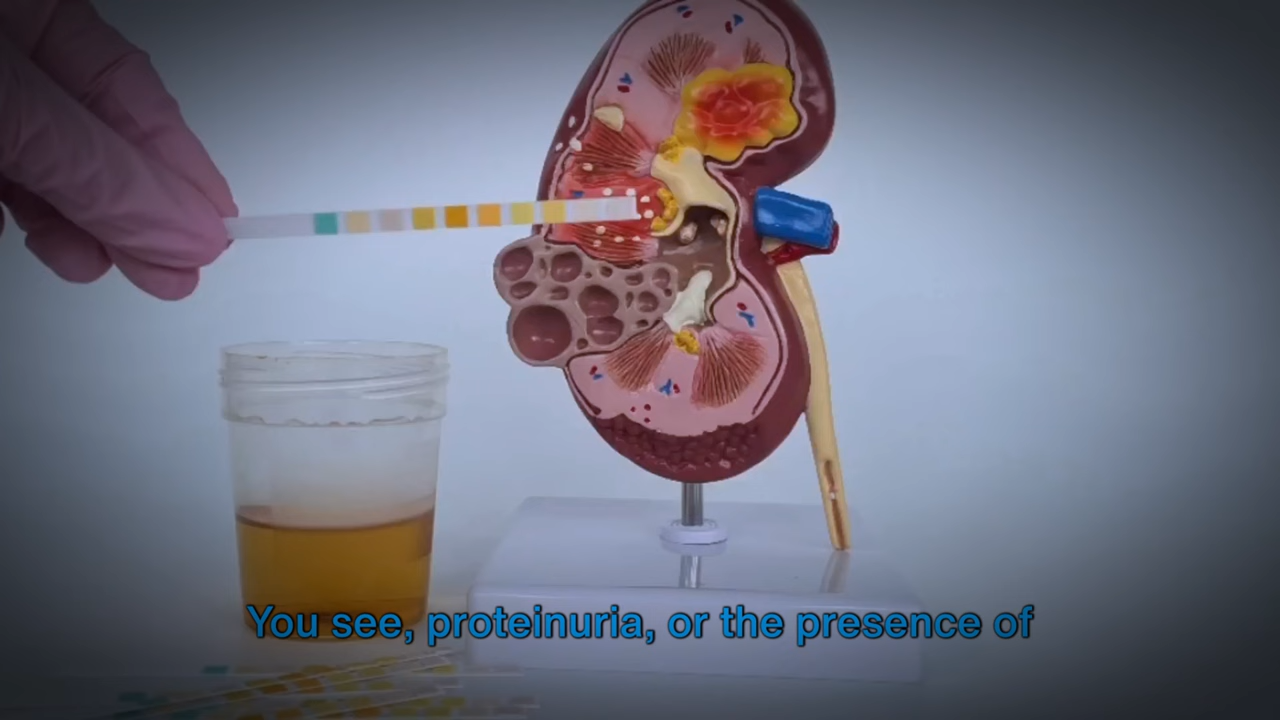 You see, proteinuria, or the presence of